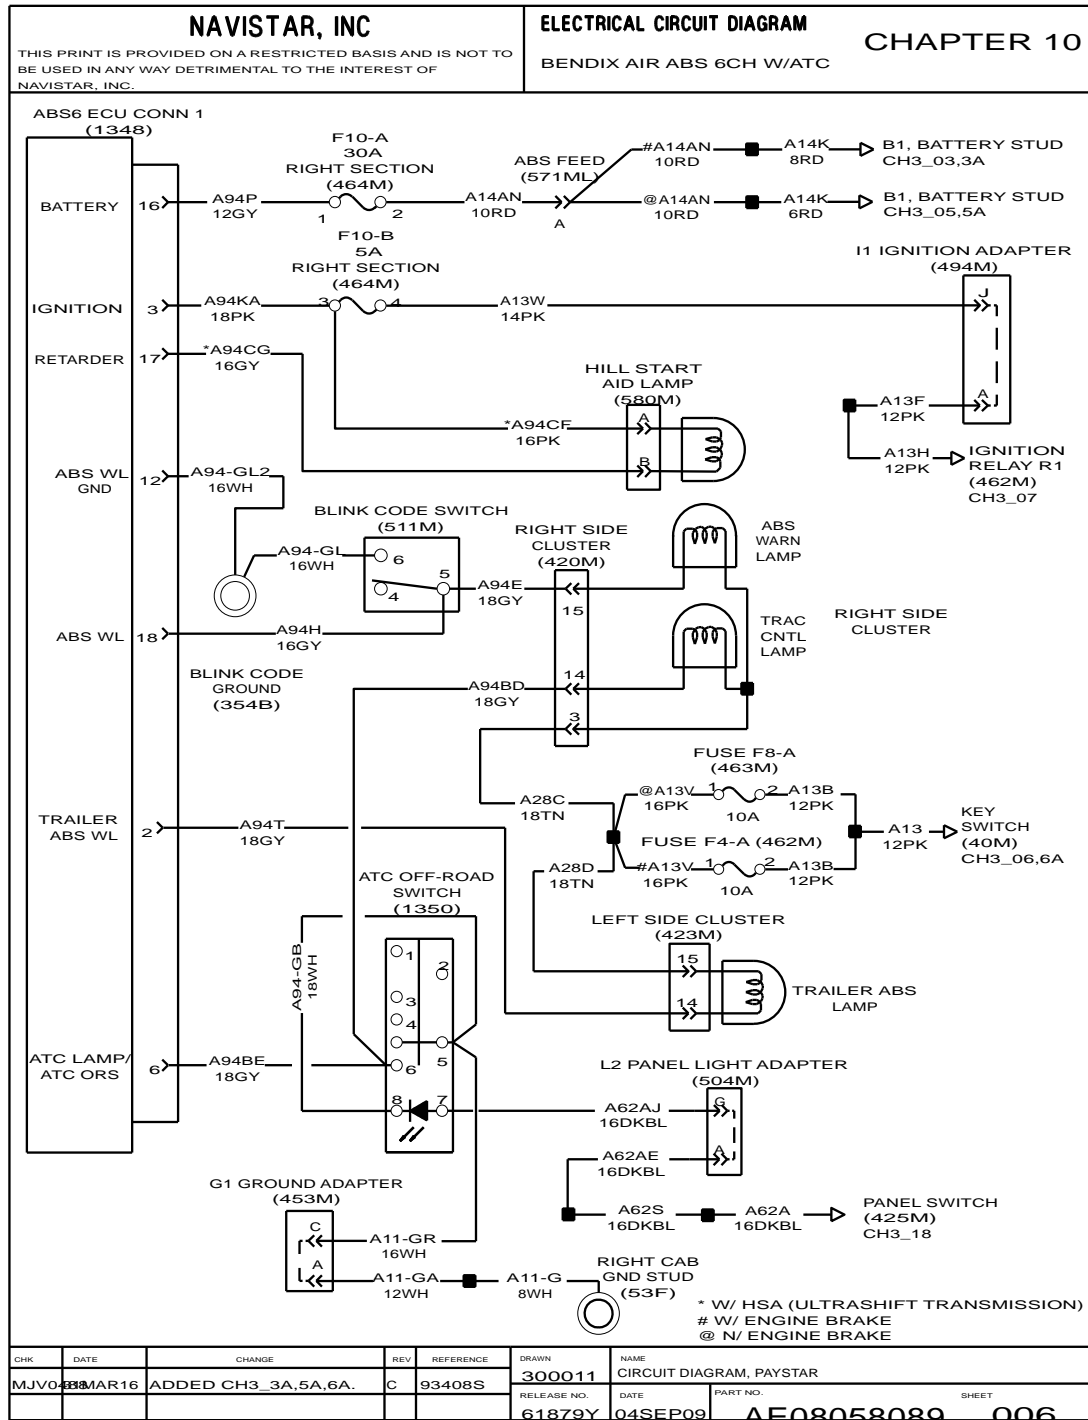 NAVISTAR, INC
THIS PRINT IS PROVIDED ON A RESTRICTED BASIS AND IS NOT TO
BE USED IN ANY WAY DETRIMENTAL TO THE INTEREST OF
NAVISTAR, INC.
ELECTRICAL CIRCUIT DIAGRAM
BENDIX AIR ABS 6CH W/ATC
CHAPTER 10
ABS6 ECU CONN 1
(1348)
F10-A
30A
RIGHT SECTION
(464M)
ABS FEED
(571ML)
#A14AN
10RD
A14K
8RD
B1, BATTERY STUD
CH3_03,3A
BATTERY
16
A94P
12GY
1
2
A14AN
10RD
A
@A14AN
10RD
A14K
6RD
B1, BATTERY STUD
CH3_05,5A
F10-B
5A
RIGHT SECTION
(464M)
I1 IGNITION ADAPTER
(494M)
IGNITION
3
A94KA
18PK
3
4
A13W
14PK
J
RETARDER
17
*A94CG
16GY
HILL START
AID LAMP
(580M)
*A94CF
16PK
A
B
A13F
12PK
A
A13H
12PK
IGNITION
RELAY R1
(462M)
CH3_07
ABS WL
GND
12
A94-GL2
16WH
BLINK CODE SWITCH
(511M)
RIGHT SIDE
CLUSTER
(420M)
ABS
WARN
LAMP
A94-GL
16WH
6
4
5
A94E
18GY
15
TRAC
CNTL
LAMP
RIGHT SIDE
CLUSTER
ABS WL
18
A94H
16GY
BLINK CODE
GROUND
(354B)
A94BD
18GY
14
3
FUSE F8-A
(463M)
@A13V
16PK
1
2
10A
A13B
12PK
A28C
18TN
TRAILER
ABS WL
2
A94T
18GY
FUSE F4-A (462M)
#A13V
16PK
1
2
10A
A13B
12PK
A13
12PK
KEY
SWITCH
(40M)
CH3_06,6A
A28D
18TN
ATC OFF-ROAD
SWITCH
(1350)
LEFT SIDE CLUSTER
(423M)
A94-GB
18WH
1
2
3
4
5
6
8
7
15
14
TRAILER ABS
LAMP
ATC LAMP/
ATC ORS
6
A94BE
18GY
L2 PANEL LIGHT ADAPTER
(504M)
A62AJ
16DKBL
G
A62AE
16DKBL
A
A62S
16DKBL
A62A
16DKBL
PANEL SWITCH
(425M)
CH3_18
G1 GROUND ADAPTER
(453M)
C
A11-GR
16WH
A
A11-GA
12WH
A11-G
8WH
RIGHT CAB
GND STUD
(53F)
* W/ HSA (ULTRASHIFT TRANSMISSION)
# W/ ENGINE BRAKE
@ N/ ENGINE BRAKE
CHK DATE CHANGE REV REFERENCE
ADDED CH3_3A,5A,6A. C 93408S
DRAWN
300011
NAME
CIRCUIT DIAGRAM, PAYSTAR
RELEASE NO.
61879Y
DATE
04SEP09
PART NO.
AE08058089
SHEET
006